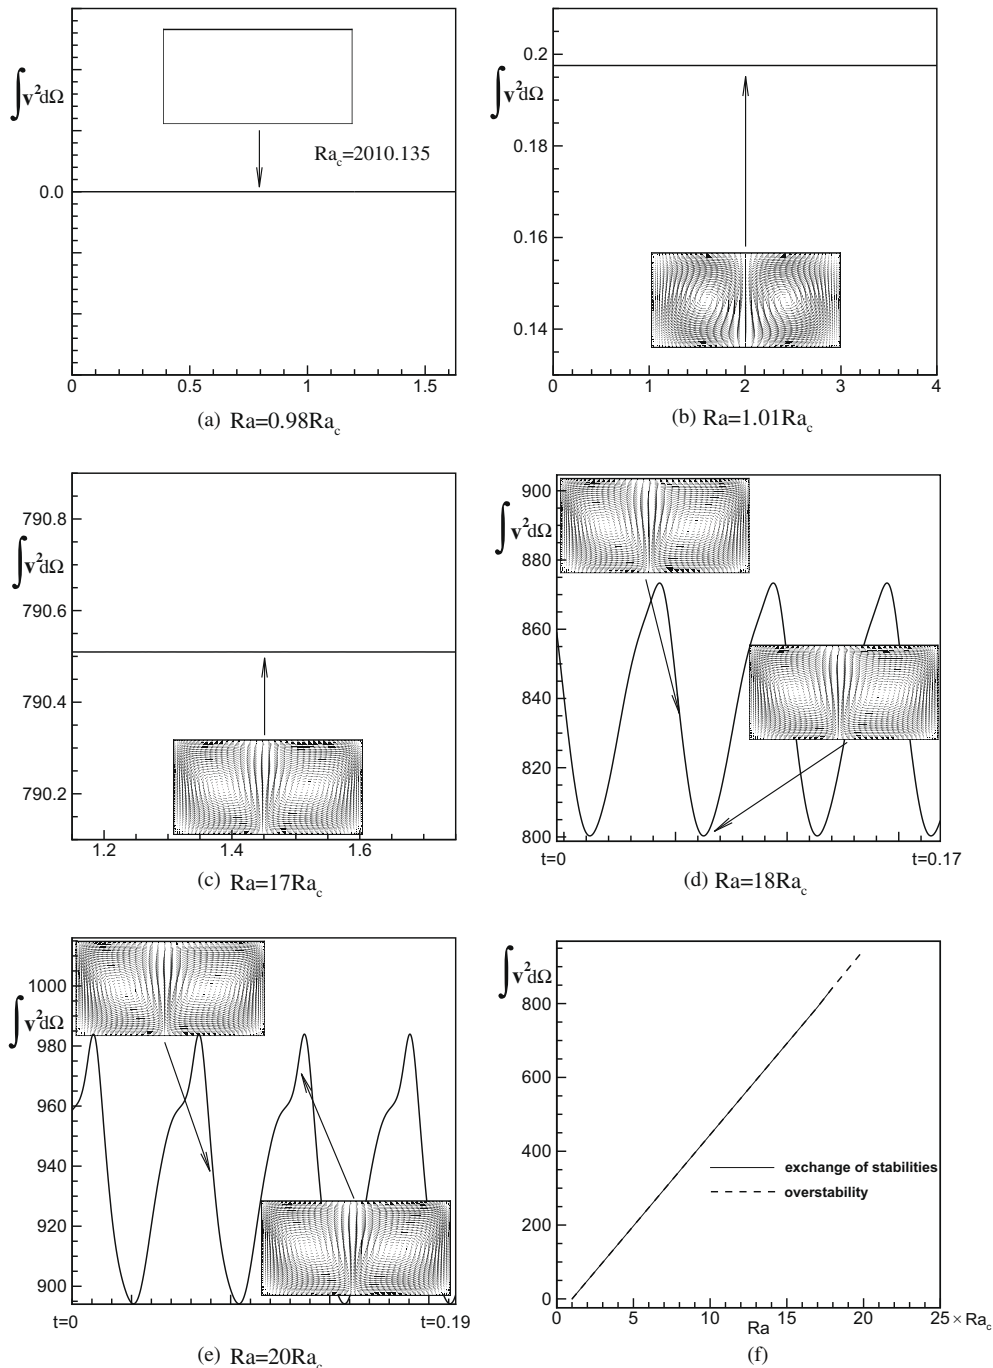 ∫v²dΩ
Ra_c=2010.135
0.0
0 0.5 1 1.5
(a) Ra=0.98Ra_c
0.2
∫v²dΩ
0.18
0.16
0.14
0 1 2 3 4
(b) Ra=1.01Ra_c
790.8
∫v²dΩ
790.6
790.4
790.2
1.2 1.4 1.6
(c) Ra=17Ra_c
900
∫v²dΩ
880
860
840
820
800
t=0 t=0.17
(d) Ra=18Ra_c
1000
∫v²dΩ
980
960
940
920
900
t=0 t=0.19
(e) Ra=20Ra_c
∫v²dΩ
800
600
400
200
0
exchange of stabilities
overstability
0 5 10 15 20 25 × Ra_c
Ra
(f)